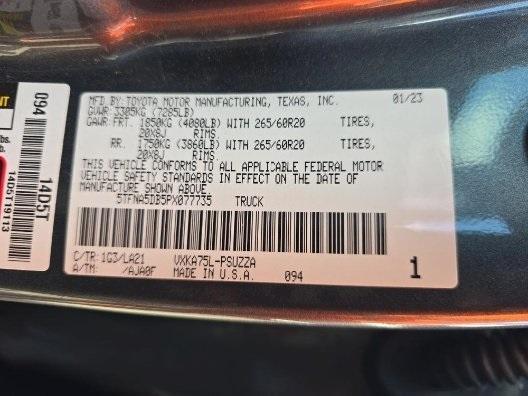 MFD. BY: TOYOTA MOTOR MANUFACTURING, TEXAS, INC. 01/23
GVWR: 3305KG (7285LB)
GAWR: FRT. 1850KG (4080LB) WITH 265/60R20 TIRES,
20X8J RIMS,
RR. 1750KG (3860LB) WITH 265/60R20 TIRES,
20X8J RIMS.
THIS VEHICLE CONFORMS TO ALL APPLICABLE FEDERAL MOTOR
VEHICLE SAFETY STANDARDS IN EFFECT ON THE DATE OF
MANUFACTURE SHOWN ABOVE.
5TFNA5DB5PX077735 TRUCK
C/TR: 1G3/LA21 VXKA75L-PSUZZA
A/TM: /AJA0F MADE IN U.S.A. 094 1
094
14D5T
14D5T19113
lbs.